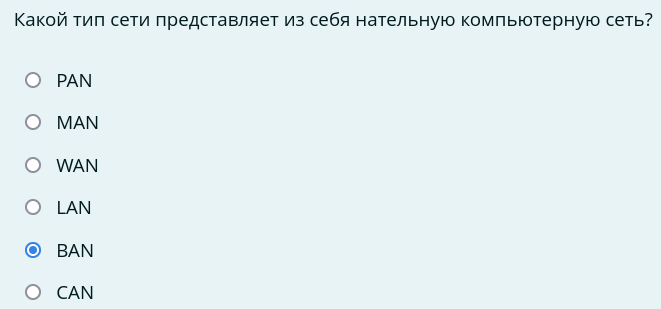 Какой тип сети представляет из себя нательную компьютерную сеть?
PAN
MAN
WAN
LAN
BAN
CAN